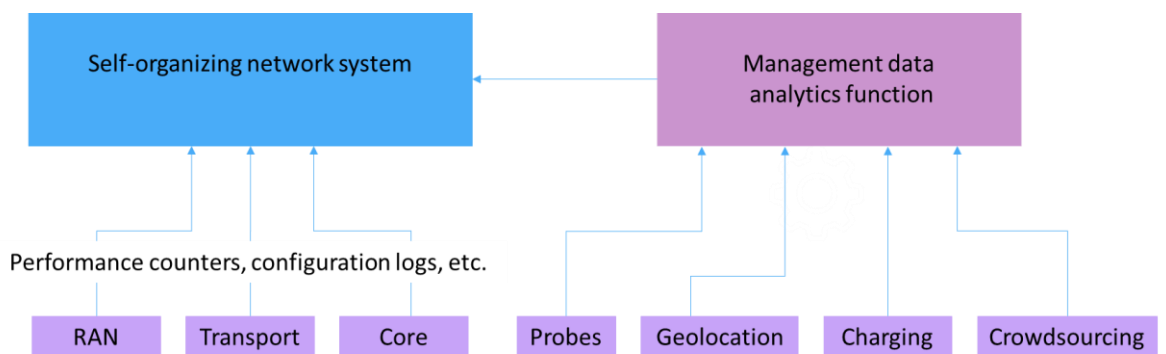 Self-organizing network system
Management data
analytics function
Performance counters, configuration logs, etc.
RAN
Transport
Core
Probes
Geolocation
Charging
Crowdsourcing